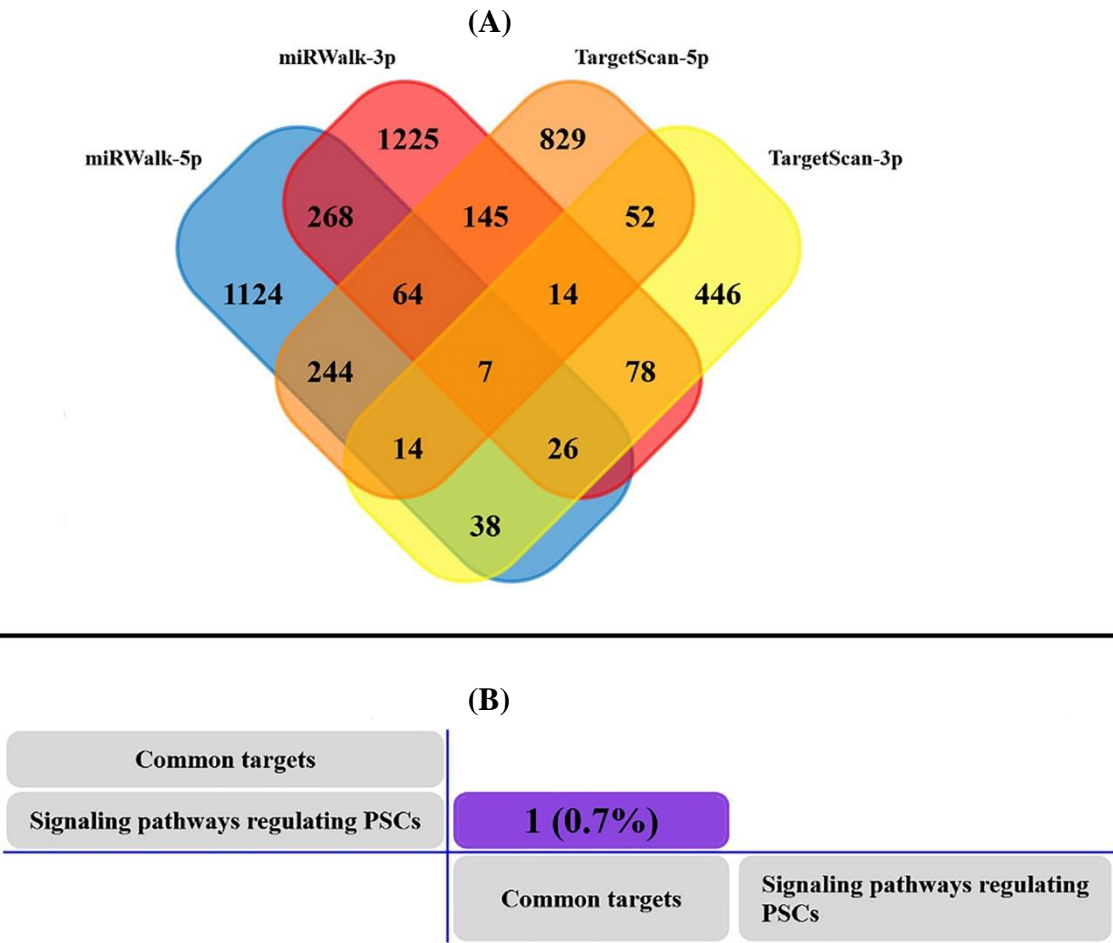 (A)
miRWalk-3p
TargetScan-5p
miRWalk-5p
TargetScan-3p
1225
829
268
145
52
1124
64
14
446
244
7
78
14
26
38
(B)
Common targets
Signaling pathways regulating PSCs
1 (0.7%)
Common targets
Signaling pathways regulating
PSCs